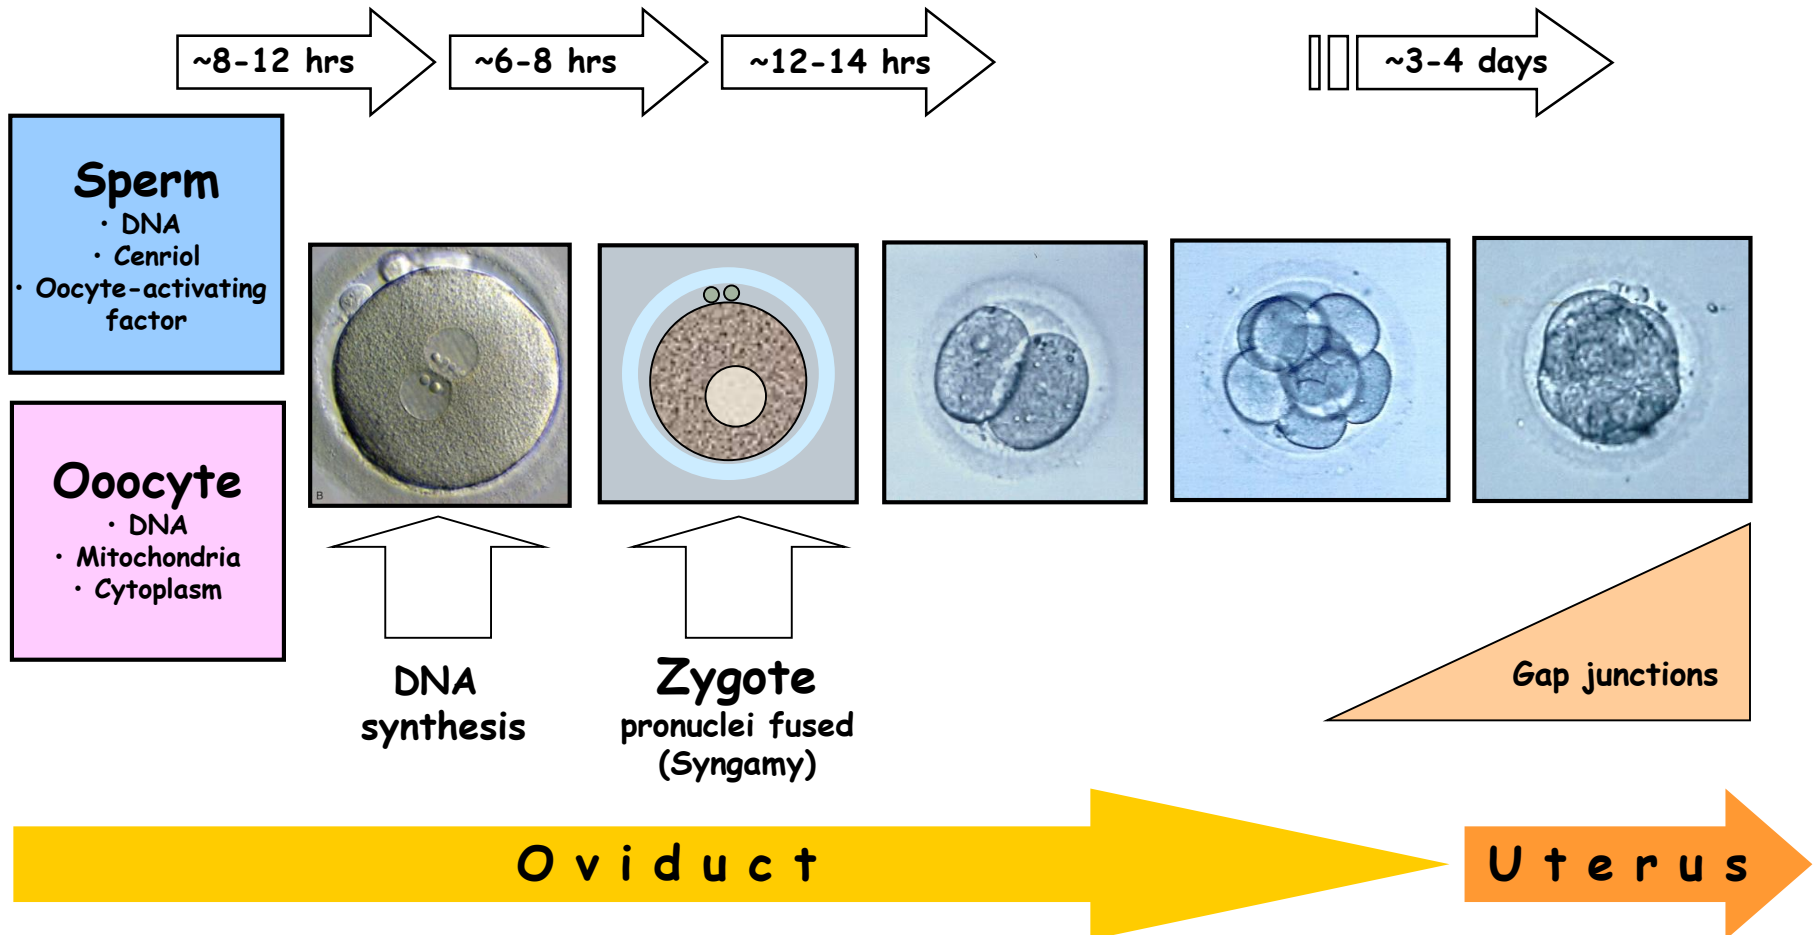 ~8-12 hrs
~6-8 hrs
~12-14 hrs
~3-4 days
Sperm
• DNA
• Cenriol
• Oocyte-activating
factor
Ooocyte
• DNA
• Mitochondria
• Cytoplasm
B
DNA
synthesis
Zygote
pronuclei fused
(Syngamy)
Gap junctions
Oviduct
Uterus